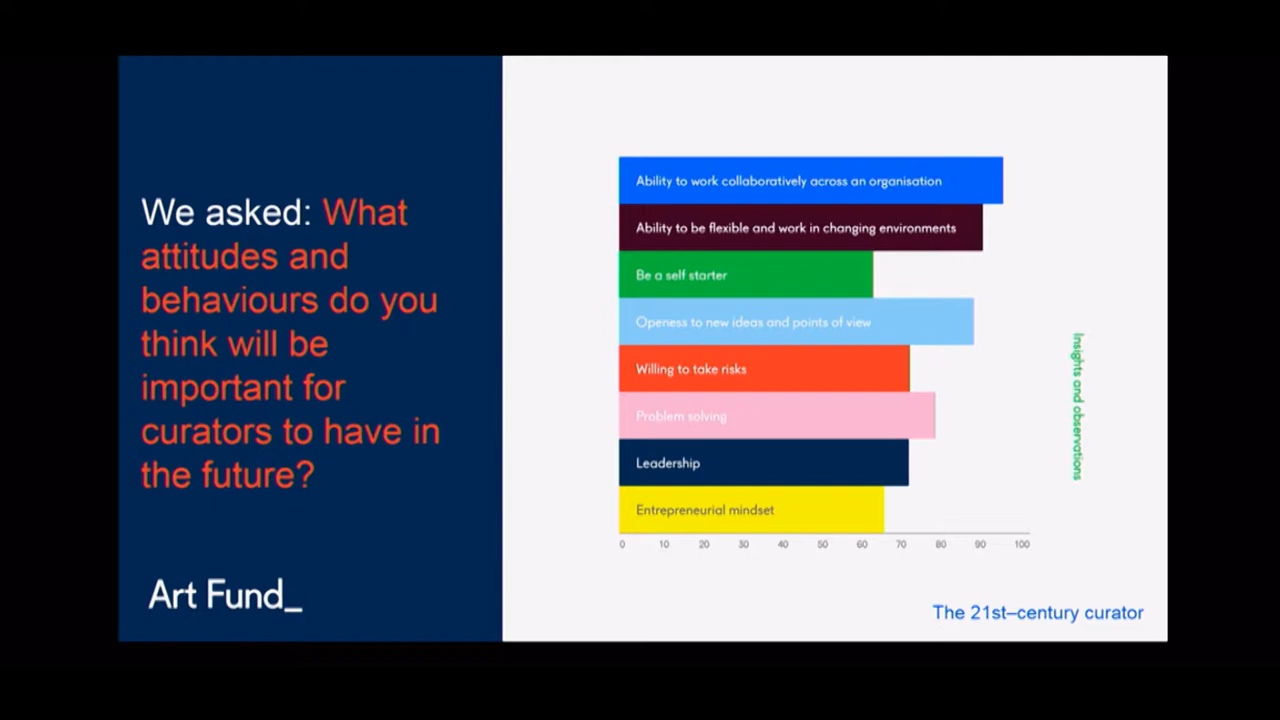 We asked: What
attitudes and
behaviours do you
think will be
important for
curators to have in
the future?
Art Fund_
Ability to work collaboratively across an organisation
Ability to be flexible and work in changing environments
Be a self starter
Openess to new ideas and points of view
Willing to take risks
Problem solving
Leadership
Entrepreneurial mindset
0 10 20 30 40 50 60 70 80 90 100
Insights and observations
The 21st–century curator